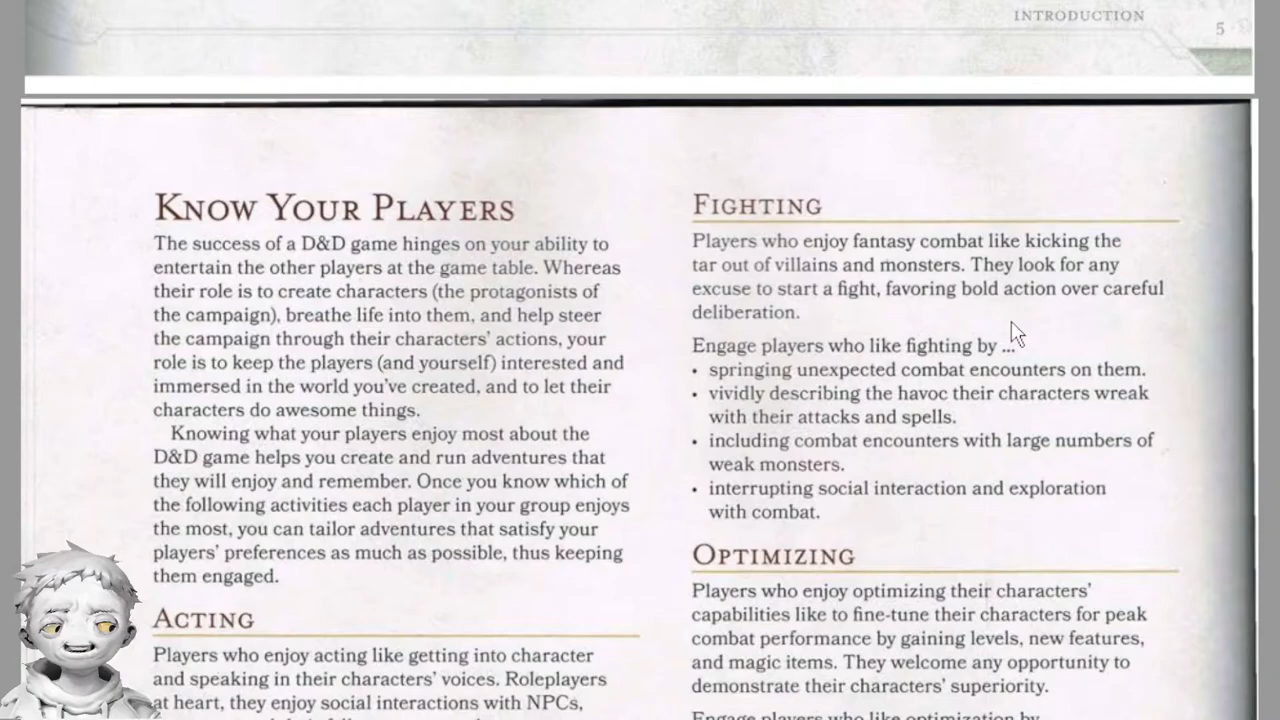 INTRODUCTION
5
KNOW YOUR PLAYERS
The success of a D&D game hinges on your ability to
entertain the other players at the game table. Whereas
their role is to create characters (the protagonists of
the campaign), breathe life into them, and help steer
the campaign through their characters' actions, your
role is to keep the players (and yourself) interested and
immersed in the world you've created, and to let their
characters do awesome things.
Knowing what your players enjoy most about the
D&D game helps you create and run adventures that
they will enjoy and remember. Once you know which of
the following activities each player in your group enjoys
the most, you can tailor adventures that satisfy your
players' preferences as much as possible, thus keeping
them engaged.
ACTING
Players who enjoy acting like getting into character
and speaking in their characters' voices. Roleplayers
at heart, they enjoy social interactions with NPCs,
FIGHTING
Players who enjoy fantasy combat like kicking the
tar out of villains and monsters. They look for any
excuse to start a fight, favoring bold action over careful
deliberation.
Engage players who like fighting by ...
• springing unexpected combat encounters on them.
• vividly describing the havoc their characters wreak
with their attacks and spells.
• including combat encounters with large numbers of
weak monsters.
• interrupting social interaction and exploration
with combat.
OPTIMIZING
Players who enjoy optimizing their characters'
capabilities like to fine-tune their characters for peak
combat performance by gaining levels, new features,
and magic items. They welcome any opportunity to
demonstrate their characters' superiority.
Engage players who like optimization by